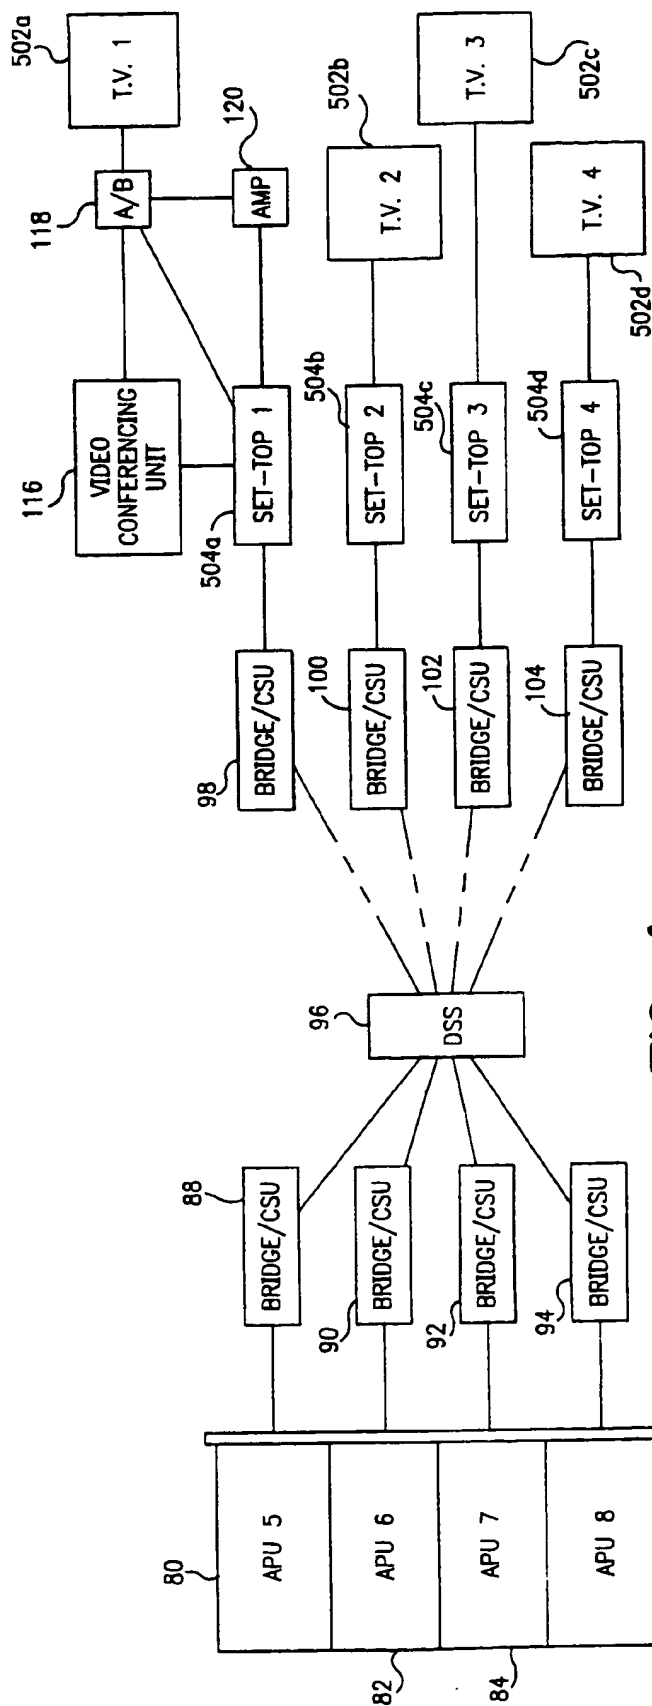 80
APU 5
82
APU 6
84
APU 7
APU 8
88
BRIDGE/CSU
90
BRIDGE/CSU
92
BRIDGE/CSU
94
BRIDGE/CSU
96
DSS
98
BRIDGE/CSU
100
BRIDGE/CSU
102
BRIDGE/CSU
104
BRIDGE/CSU
116
VIDEO
CONFERENCING
UNIT
504a
SET-TOP 1
504b
SET-TOP 2
504c
SET-TOP 3
504d
SET-TOP 4
118
A/B
120
AMP
502a
T.V. 1
502b
T.V. 2
502c
T.V. 3
502d
T.V. 4